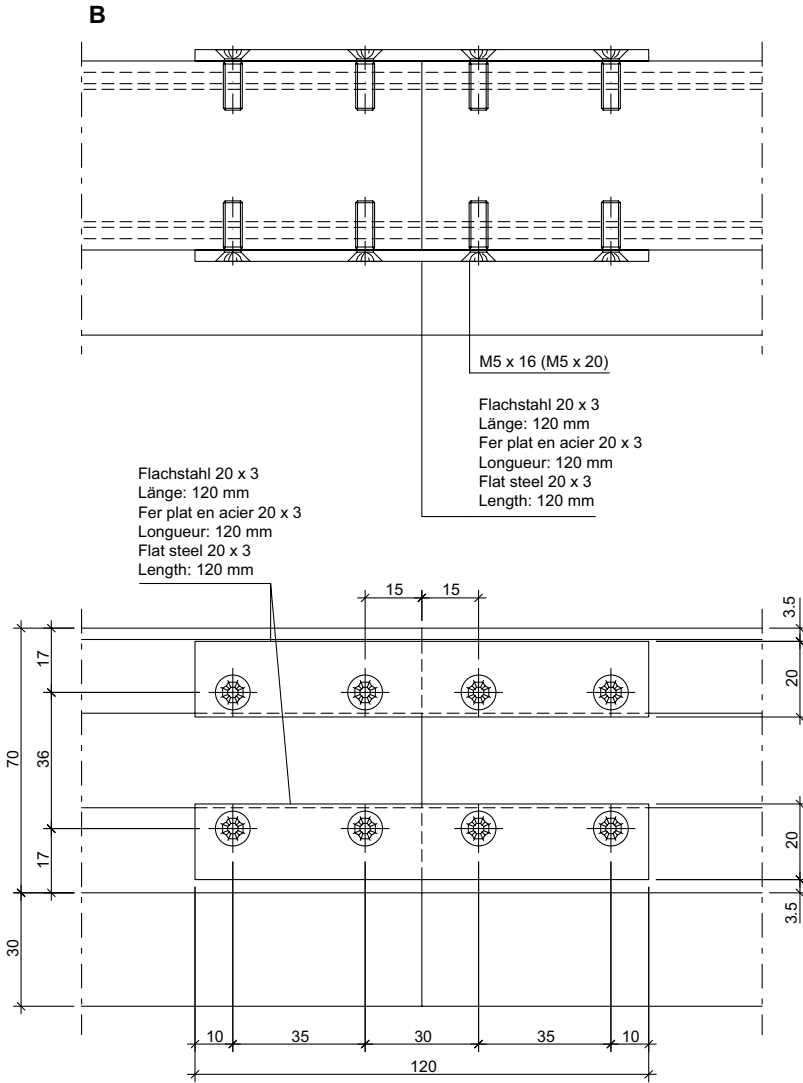 B
M5 x 16 (M5 x 20)
Flachstahl 20 x 3
Länge: 120 mm
Fer plat en acier 20 x 3
Longueur: 120 mm
Flat steel 20 x 3
Length: 120 mm
Flachstahl 20 x 3
Länge: 120 mm
Fer plat en acier 20 x 3
Longueur: 120 mm
Flat steel 20 x 3
Length: 120 mm
15
15
3.5
17
20
70
36
17
20
3.5
30
10
35
30
35
10
120